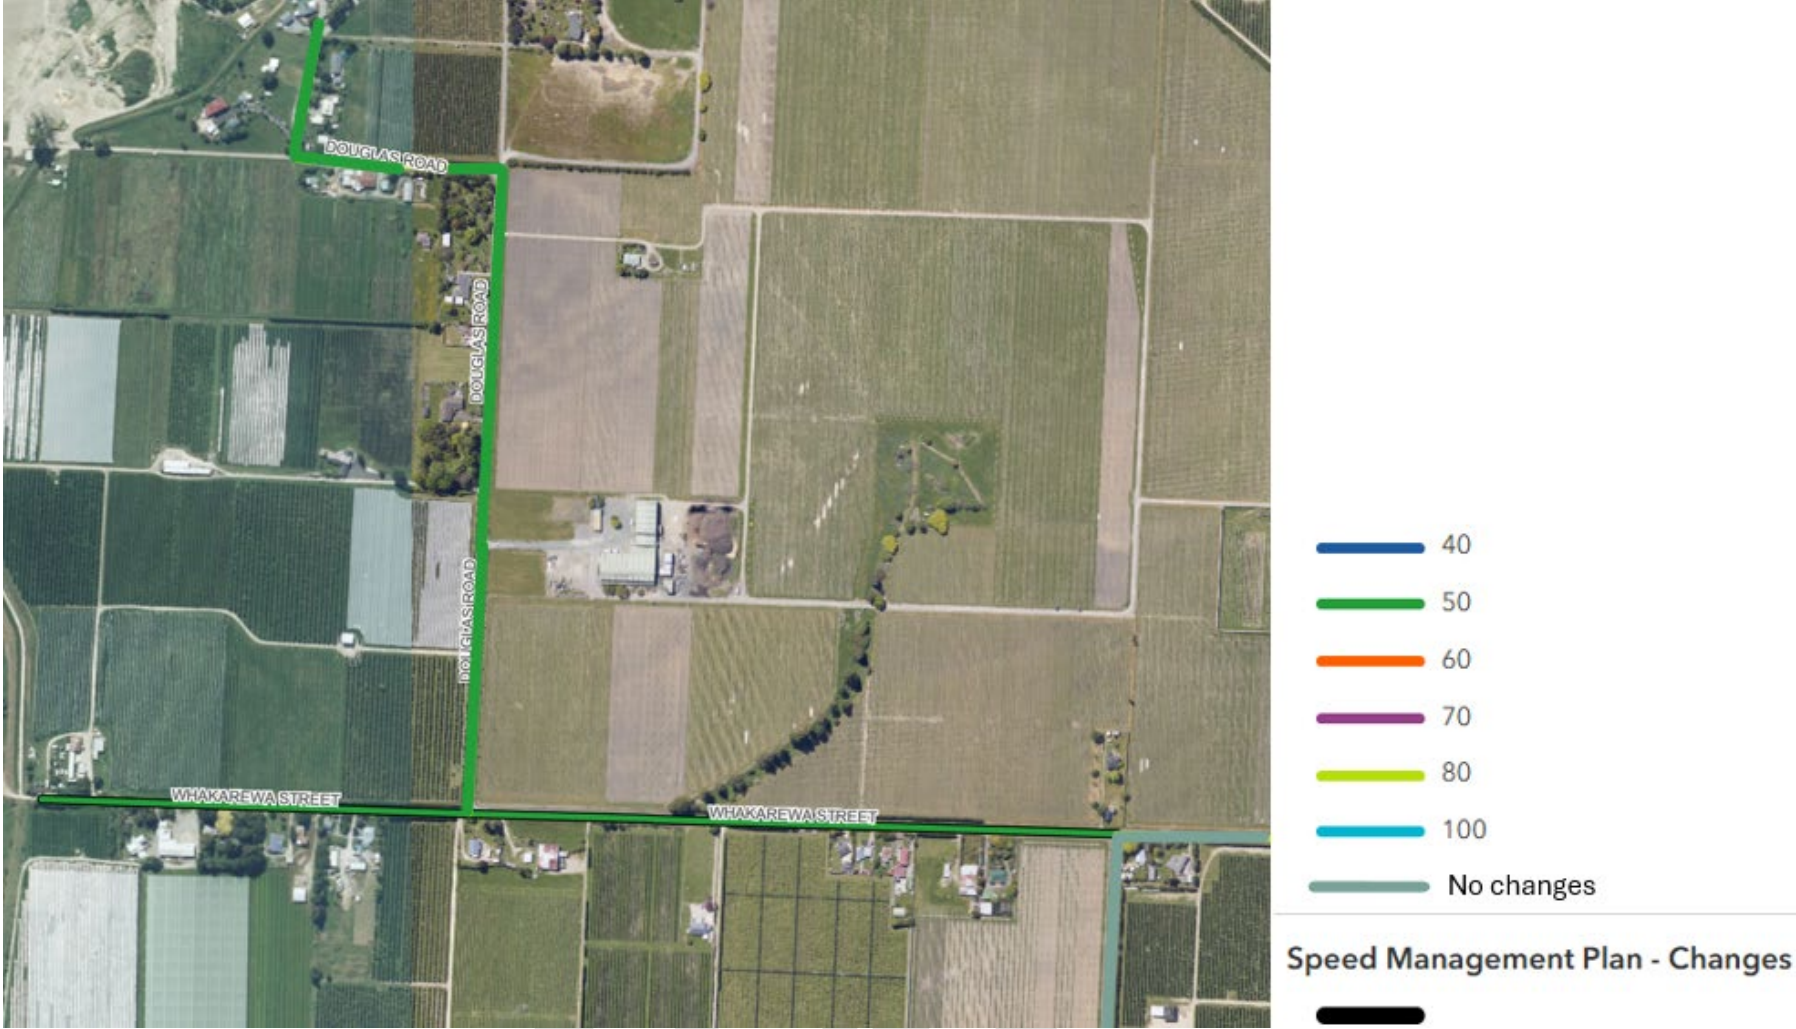 DOUGLAS ROAD
DOUGLAS ROAD
DOUGLAS ROAD
WHAKAREWA STREET
WHAKAREWA STREET
40
50
60
70
80
100
No changes
Speed Management Plan - Changes